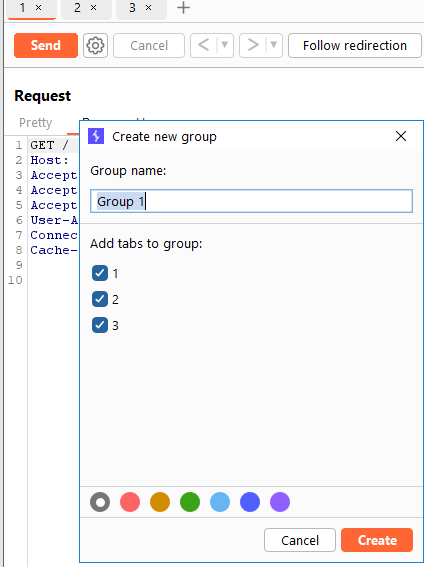 1 × 2 × 3 × +
Send Cancel < > Follow redirection
Request
Pretty
1 GET /
2 Host:
3 Accept
4 Accept
5 Accept
6 User-A
7 Connec
8 Cache-
9
10
Create new group
Group name:
Group 1
Add tabs to group:
1
2
3
Cancel Create